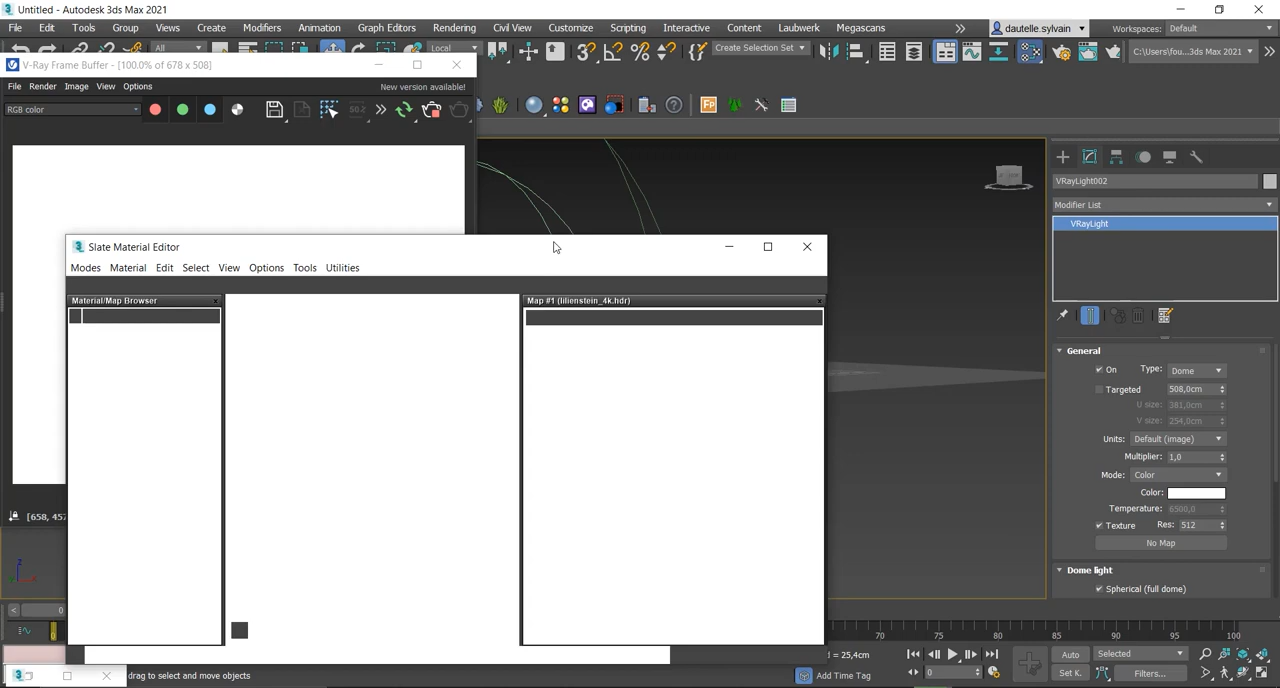 Untitled - Autodesk 3ds Max 2021
File Edit Tools Group Views Create Modifiers Animation Graph Editors Rendering Civil View Customize Scripting Interactive Content Laubwerk Megascans
dautelle.sylvain Workspaces: Default
All Local Create Selection Set C:\Users\fou...3ds Max 2021
V-Ray Frame Buffer - [100.0% of 678 x 508]
File Render Image View Options New version available!
RGB color
Fp
VRayLight002
Modifier List
VRayLight
Slate Material Editor
Modes Material Edit Select View Options Tools Utilities
Material/Map Browser
Map #1 (lilienstein_4k.hdr)
General
On Type: Dome
Targeted 508,0cm
U size: 381,0cm
V size: 254,0cm
Units: Default (image)
Multiplier: 1,0
Mode: Color
Color:
Temperature: 6500,0
Texture Res: 512
No Map
Dome light
Spherical (full dome)
[658, 457
z
0
0
70 75 80 85 90 95 100
= 25,4cm
Auto Selected
drag to select and move objects
Add Time Tag
0
Set K. Filters...